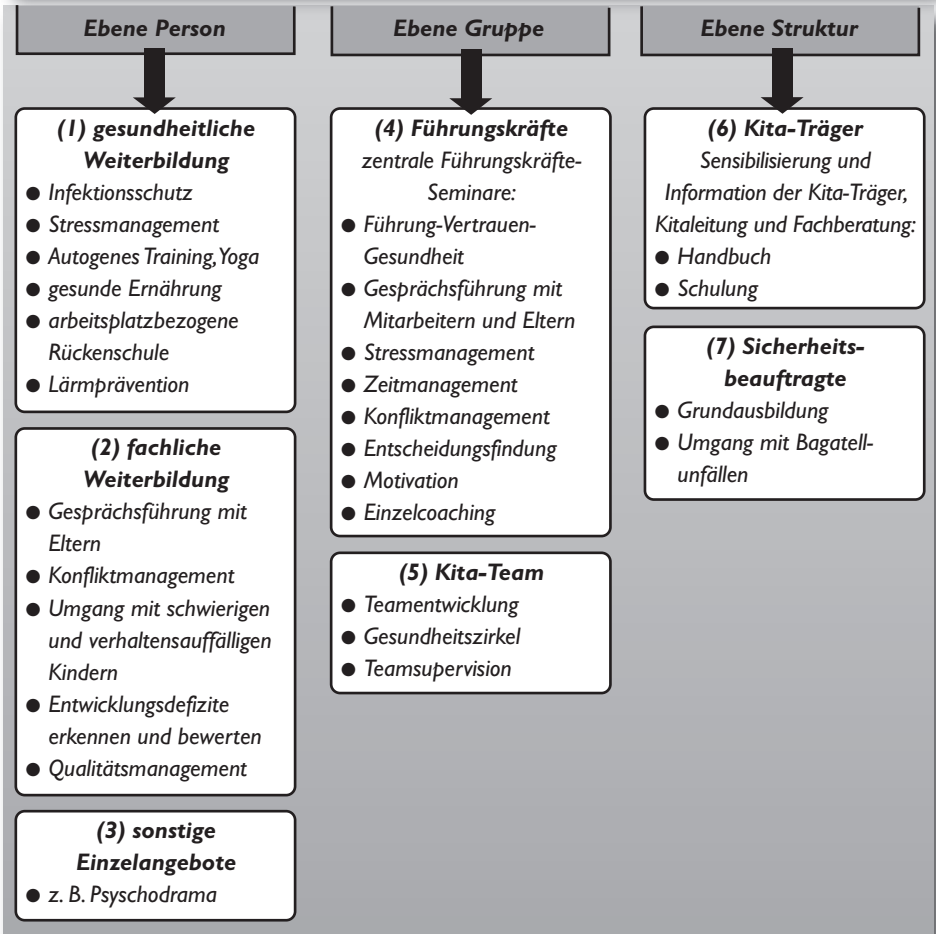 Ebene Person
(1) gesundheitliche
Weiterbildung
● Infektionsschutz
● Stressmanagement
● Autogenes Training, Yoga
● gesunde Ernährung
● arbeitsplatzbezogene
Rückenschule
● Lärmprävention
(2) fachliche
Weiterbildung
● Gesprächsführung mit
Eltern
● Konfliktmanagement
● Umgang mit schwierigen
und verhaltensauffälligen
Kindern
● Entwicklungsdefizite
erkennen und bewerten
● Qualitätsmanagement
(3) sonstige
Einzelangebote
● z. B. Psyschodrama
Ebene Gruppe
(4) Führungskräfte
zentrale Führungskräfte-
Seminare:
● Führung-Vertrauen-
Gesundheit
● Gesprächsführung mit
Mitarbeitern und Eltern
● Stressmanagement
● Zeitmanagement
● Konfliktmanagement
● Entscheidungsfindung
● Motivation
● Einzelcoaching
(5) Kita-Team
● Teamentwicklung
● Gesundheitszirkel
● Teamsupervision
Ebene Struktur
(6) Kita-Träger
Sensibilisierung und
Information der Kita-Träger,
Kitaleitung und Fachberatung:
● Handbuch
● Schulung
(7) Sicherheits-
beauftragte
● Grundausbildung
● Umgang mit Bagatell-
unfällen